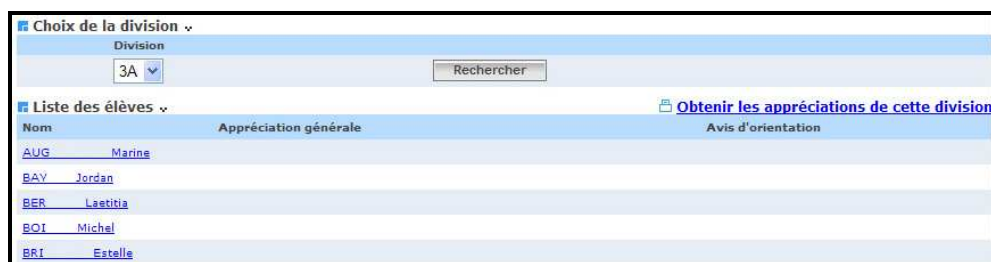 Choix de la division
Division
3A
Rechercher
Liste des élèves
Obtenir les appréciations de cette division
Nom Appréciation générale Avis d'orientation
AUG Marine
BAY Jordan
BER Laetitia
BOI Michel
BRI Estelle